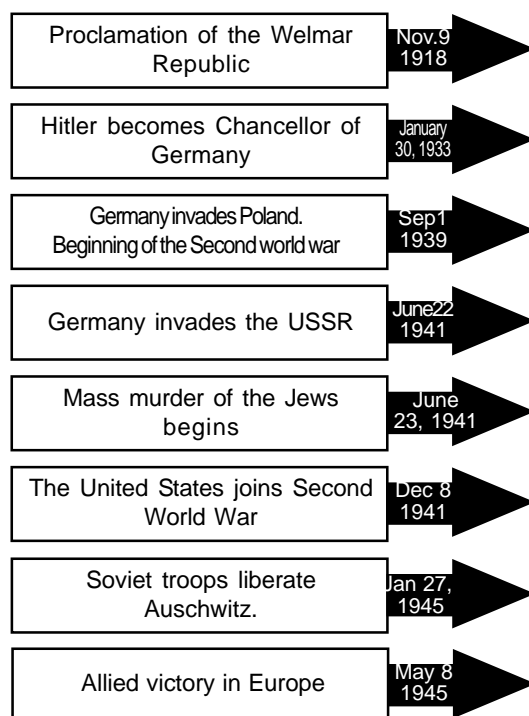 Proclamation of the Welmar
Republic
Nov.9
1918
Hitler becomes Chancellor of
Germany
January
30, 1933
Germany invades Poland.
Beginning of the Second world war
Sep1
1939
Germany invades the USSR
June22
1941
Mass murder of the Jews
begins
June
23, 1941
The United States joins Second
World War
Dec 8
1941
Soviet troops liberate
Auschwitz.
Jan 27,
1945
Allied victory in Europe
May 8
1945